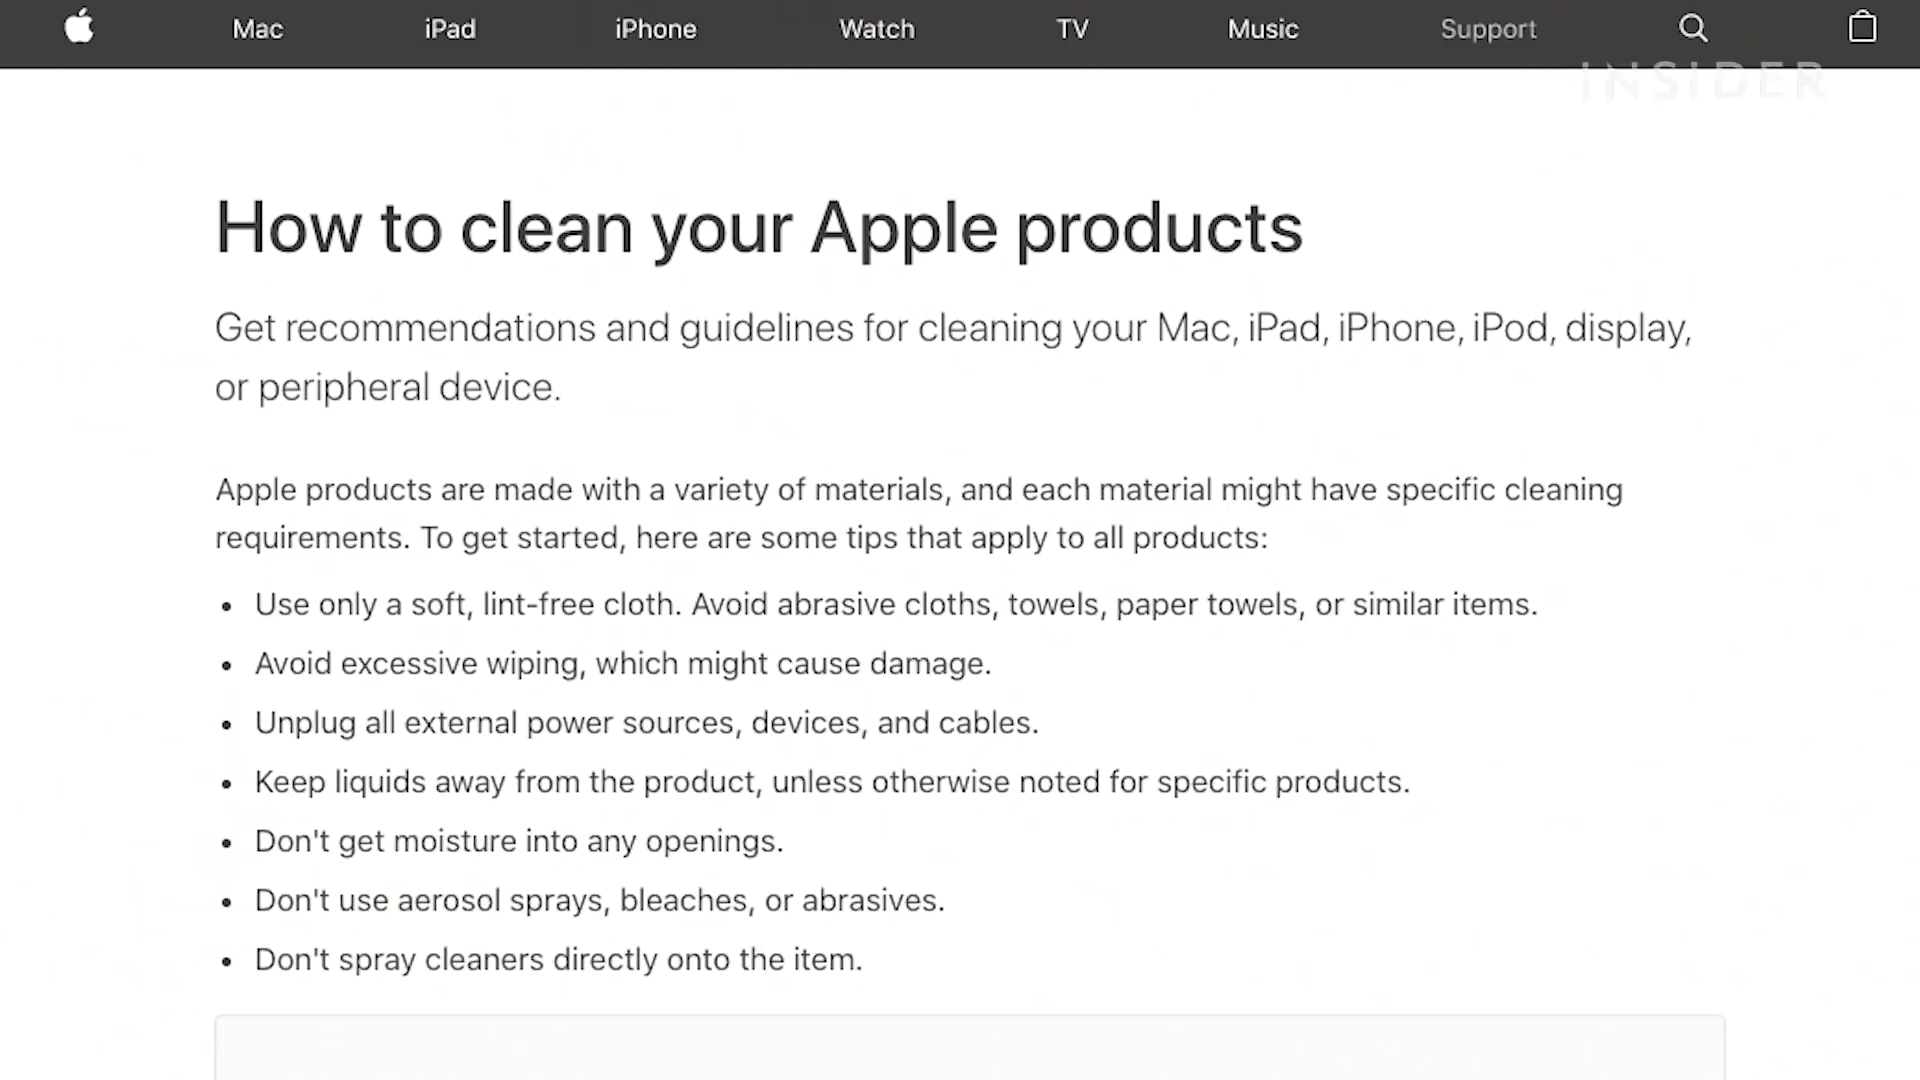 Mac iPad iPhone Watch TV Music Support
INSIDER
How to clean your Apple products
Get recommendations and guidelines for cleaning your Mac, iPad, iPhone, iPod, display,
or peripheral device.
Apple products are made with a variety of materials, and each material might have specific cleaning
requirements. To get started, here are some tips that apply to all products:
• Use only a soft, lint-free cloth. Avoid abrasive cloths, towels, paper towels, or similar items.
• Avoid excessive wiping, which might cause damage.
• Unplug all external power sources, devices, and cables.
• Keep liquids away from the product, unless otherwise noted for specific products.
• Don't get moisture into any openings.
• Don't use aerosol sprays, bleaches, or abrasives.
• Don't spray cleaners directly onto the item.